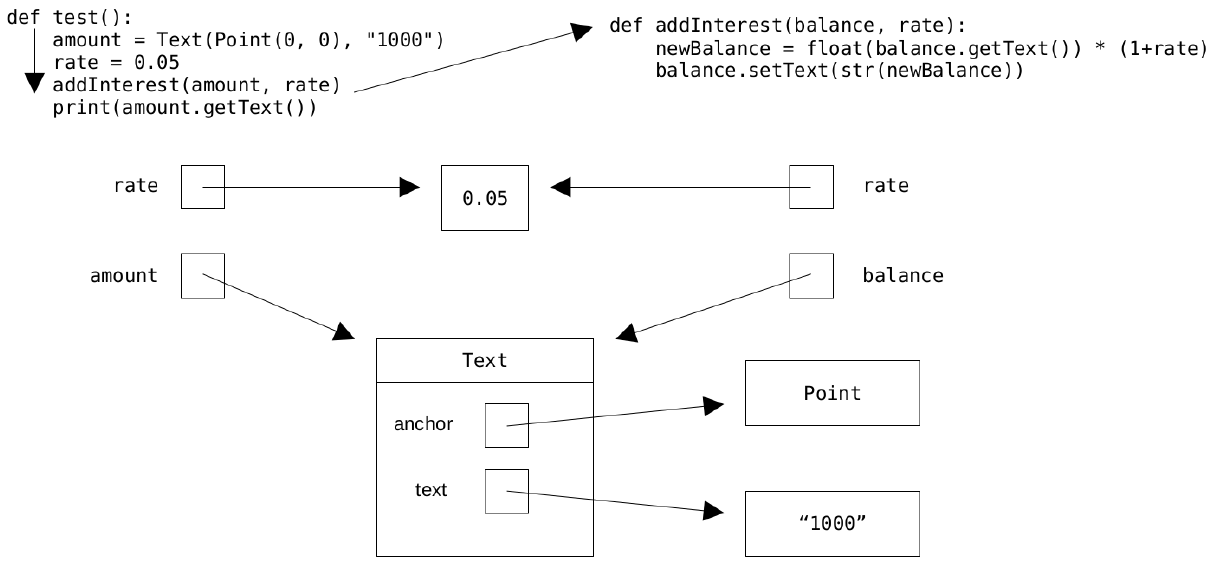 def test():
    amount = Text(Point(0, 0), "1000")
    rate = 0.05
    addInterest(amount, rate)
    print(amount.getText())
def addInterest(balance, rate):
    newBalance = float(balance.getText()) * (1+rate)
    balance.setText(str(newBalance))
rate
0.05
rate
amount
balance
Text
Point
anchor
text
“1000”